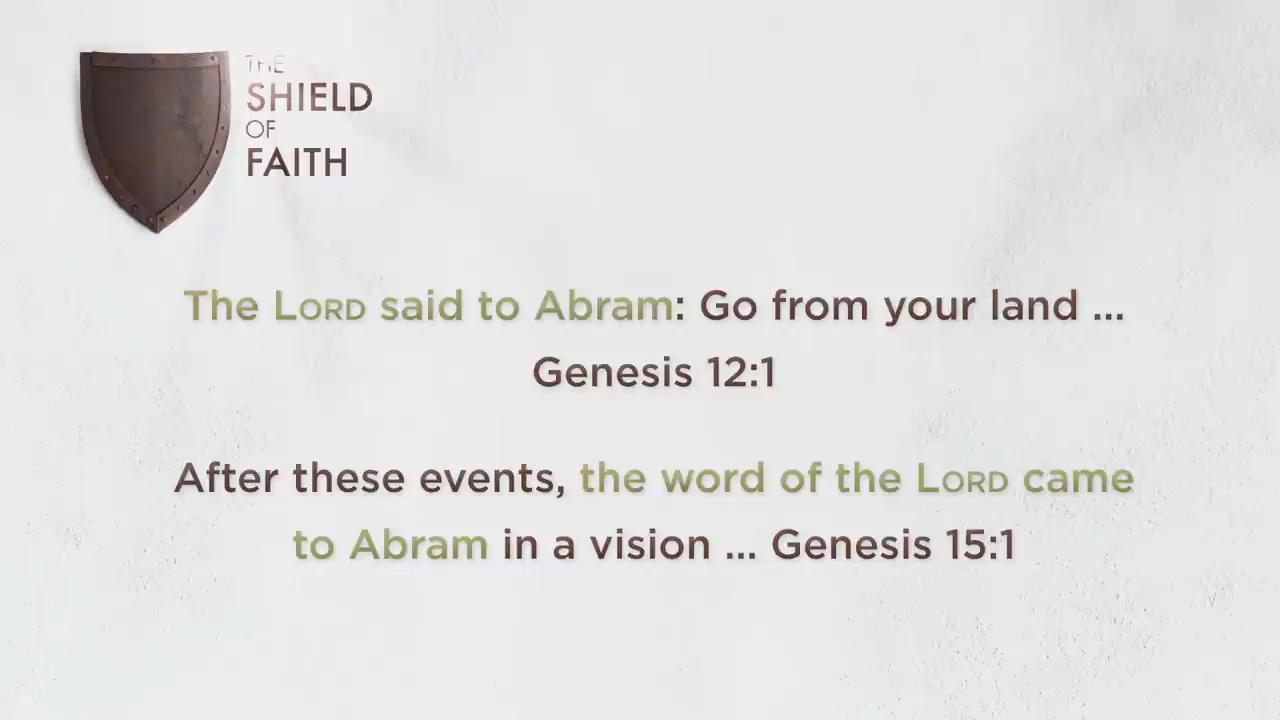 THE
SHIELD
OF
FAITH
The LORD said to Abram: Go from your land ...
Genesis 12:1
After these events, the word of the LORD came
to Abram in a vision ... Genesis 15:1